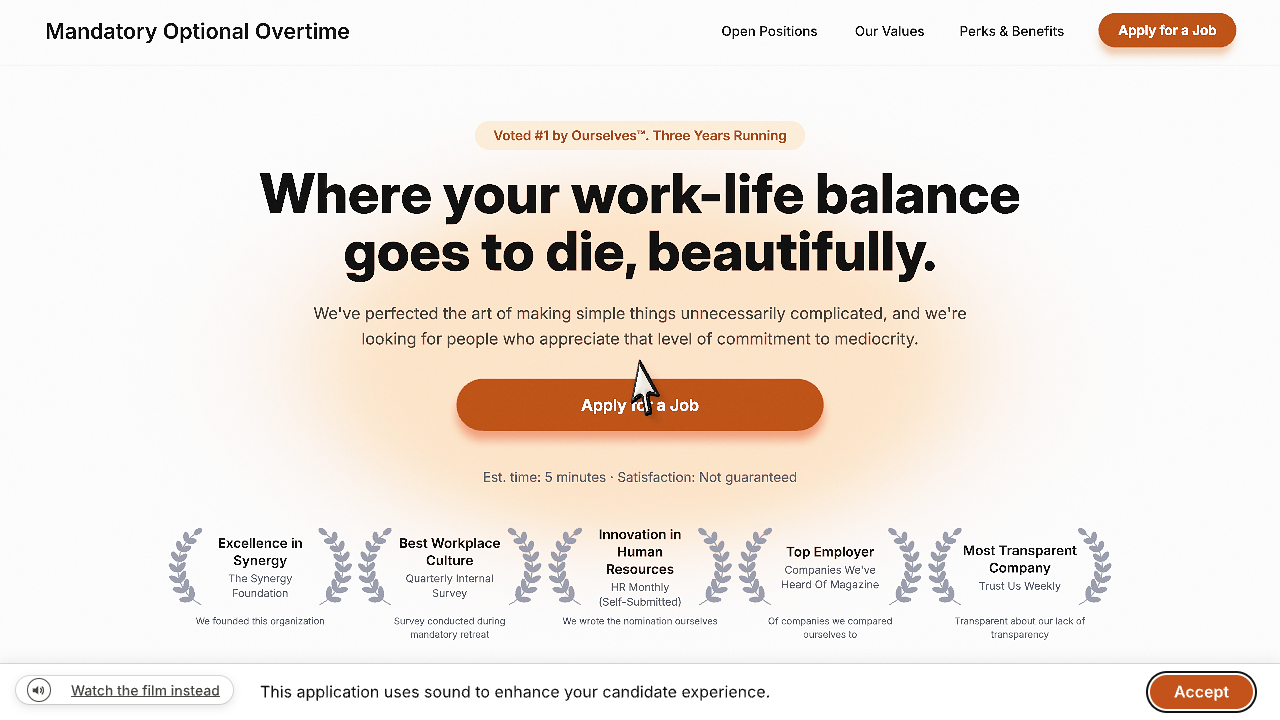 Mandatory Optional Overtime
Open Positions
Our Values
Perks & Benefits
Apply for a Job
Voted #1 by Ourselves™. Three Years Running
Where your work-life balance
goes to die, beautifully.
We've perfected the art of making simple things unnecessarily complicated, and we're
looking for people who appreciate that level of commitment to mediocrity.
Apply for a Job
Est. time: 5 minutes · Satisfaction: Not guaranteed
Excellence in
Synergy
The Synergy
Foundation
We founded this organization
Best Workplace
Culture
Quarterly Internal
Survey
Survey conducted during
mandatory retreat
Innovation in
Human
Resources
HR Monthly
(Self-Submitted)
We wrote the nomination ourselves
Top Employer
Companies We've
Heard Of Magazine
Of companies we compared
ourselves to
Most Transparent
Company
Trust Us Weekly
Transparent about our lack of
transparency
Watch the film instead
This application uses sound to enhance your candidate experience.
Accept